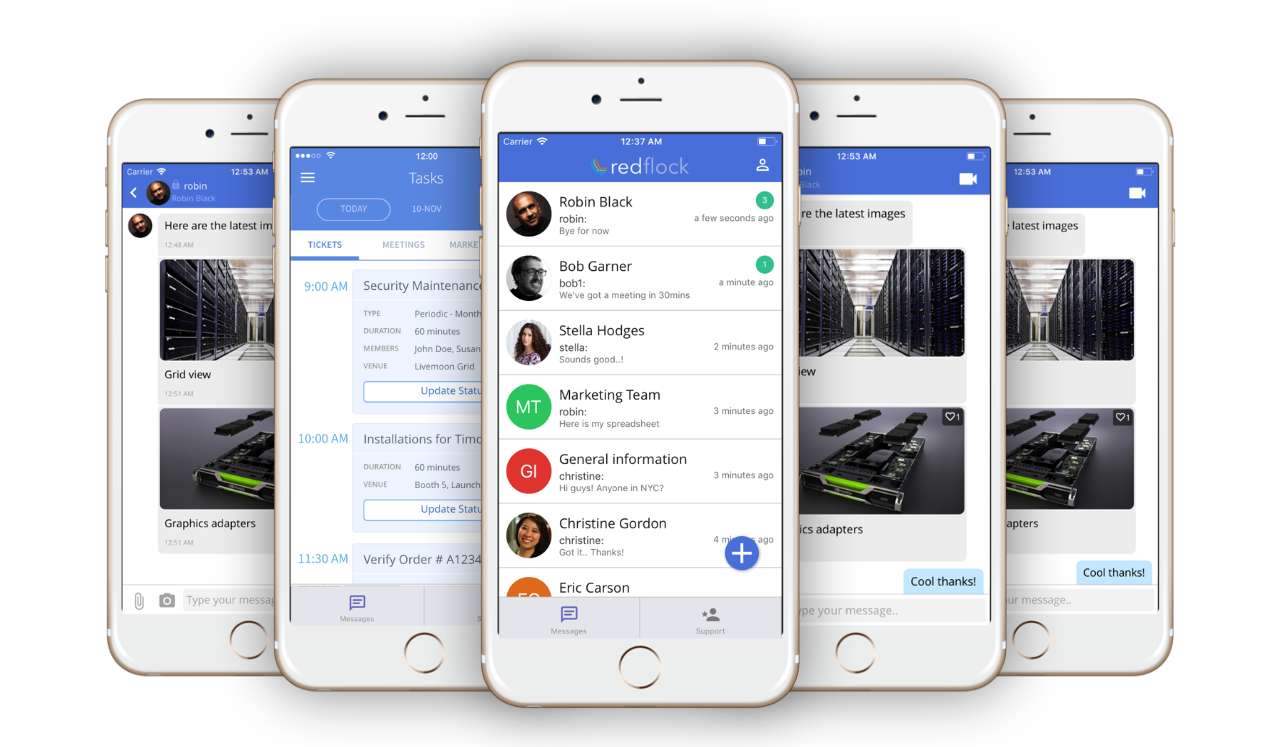 Carrier
12:53 AM
robin
Robin Black
Here are the latest im
12:48 AM
Grid view
12:51 AM
Graphics adapters
12:51 AM
Type your messag
12:00
Tasks
TODAY
10-NOV
TICKETS
MEETINGS
MARKE
9:00 AM
Security Maintenance
TYPE Periodic - Month
DURATION 60 minutes
MEMBERS John Doe, Susan
VENUE Livemoon Grid
Update Statu
10:00 AM
Installations for Timo
DURATION 60 minutes
VENUE Booth 5, Launch
Update Statu
11:30 AM
Verify Order # A1234
Messages
Carrier
12:37 AM
redflock
Robin Black
3
robin:
a few seconds ago
Bye for now
Bob Garner
1
bob1:
a minute ago
We've got a meeting in 30mins
Stella Hodges
stella:
2 minutes ago
Sounds good..!
MT
Marketing Team
robin:
3 minutes ago
Here is my spreadsheet
GI
General information
christine:
3 minutes ago
Hi guys! Anyone in NYC?
Christine Gordon
christine:
4 m
ago
Got it.. Thanks!
Eric Carson
Messages
Support
12:53 AM
bin
Black
re the latest images
iew
1
ics adapters
Cool thanks!
ype your message..
12:53 AM
latest images
1
apters
Cool thanks!
ur message..